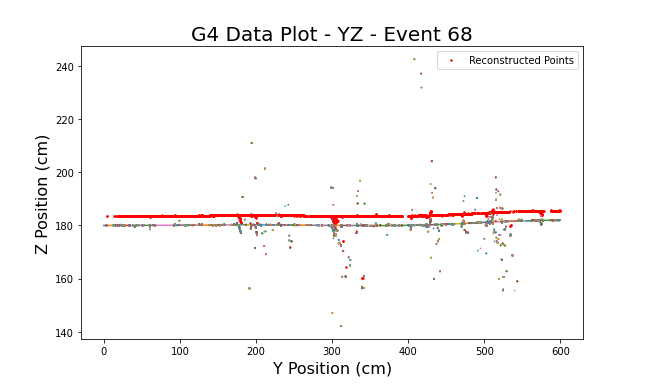 G4 Data Plot - YZ - Event 68
Reconstructed Points
240
220
200
180
160
140
Z Position (cm)
0 100 200 300 400 500 600
Y Position (cm)